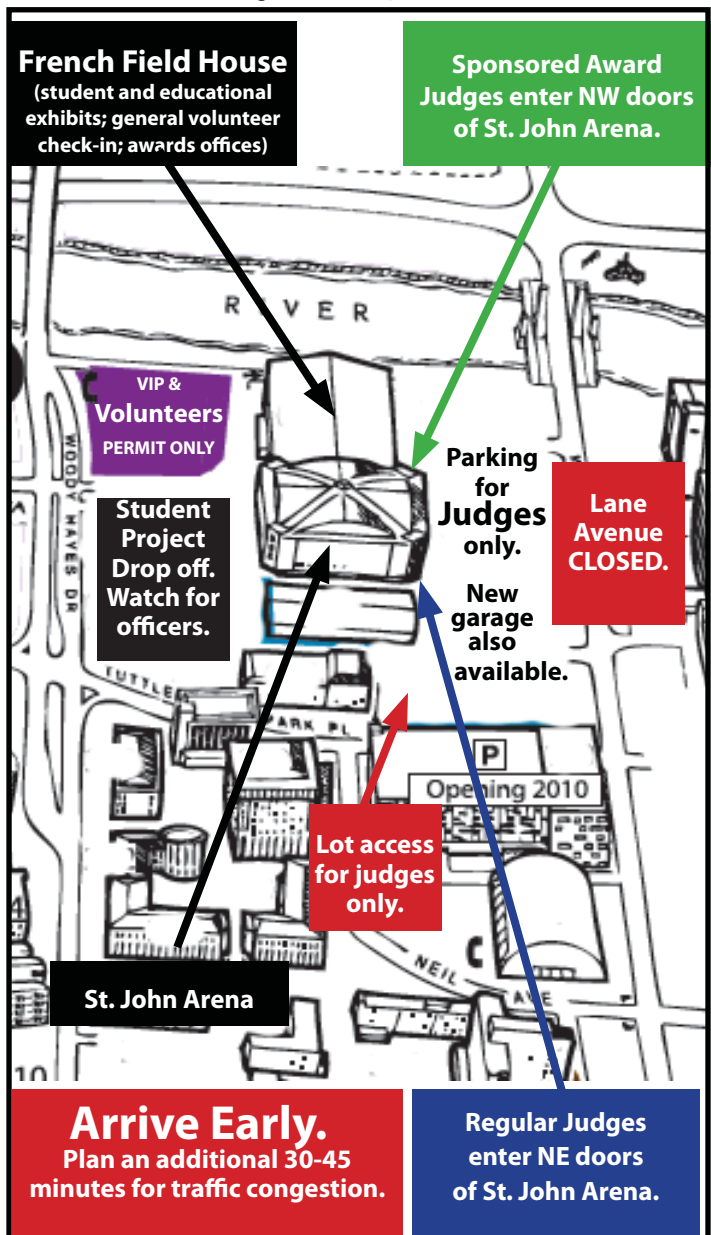 French Field House
(student and educational
exhibits; general volunteer
check-in; awards offices)
Sponsored Award
Judges enter NW doors
of St. John Arena.
RIVER
VIP &
Volunteers
PERMIT ONLY
WOODY HAYES DR
Student
Project
Drop off.
Watch for
officers.
Parking
for
Judges
only.
Lane
Avenue
CLOSED.
New
garage
also
available.
TUTTLE
PARK PL
P
Opening 2010
Lot access
for judges
only.
NEIL AVE
St. John Arena
10
Arrive Early.
Plan an additional 30-45
minutes for traffic congestion.
Regular Judges
enter NE doors
of St. John Arena.